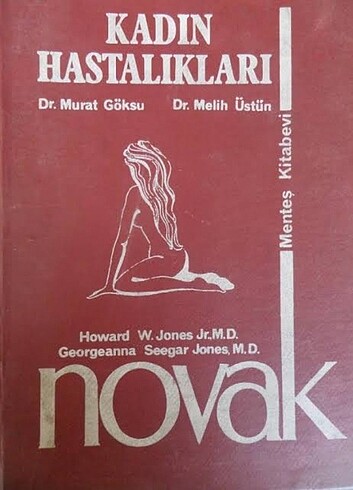 KADIN
HASTALIKLARI
Dr. Murat Göksu Dr. Melih Üstün
Menteş Kitabevi
Howard W. Jones Jr., M.D.
Georgeanna Seegar Jones, M.D.
novak